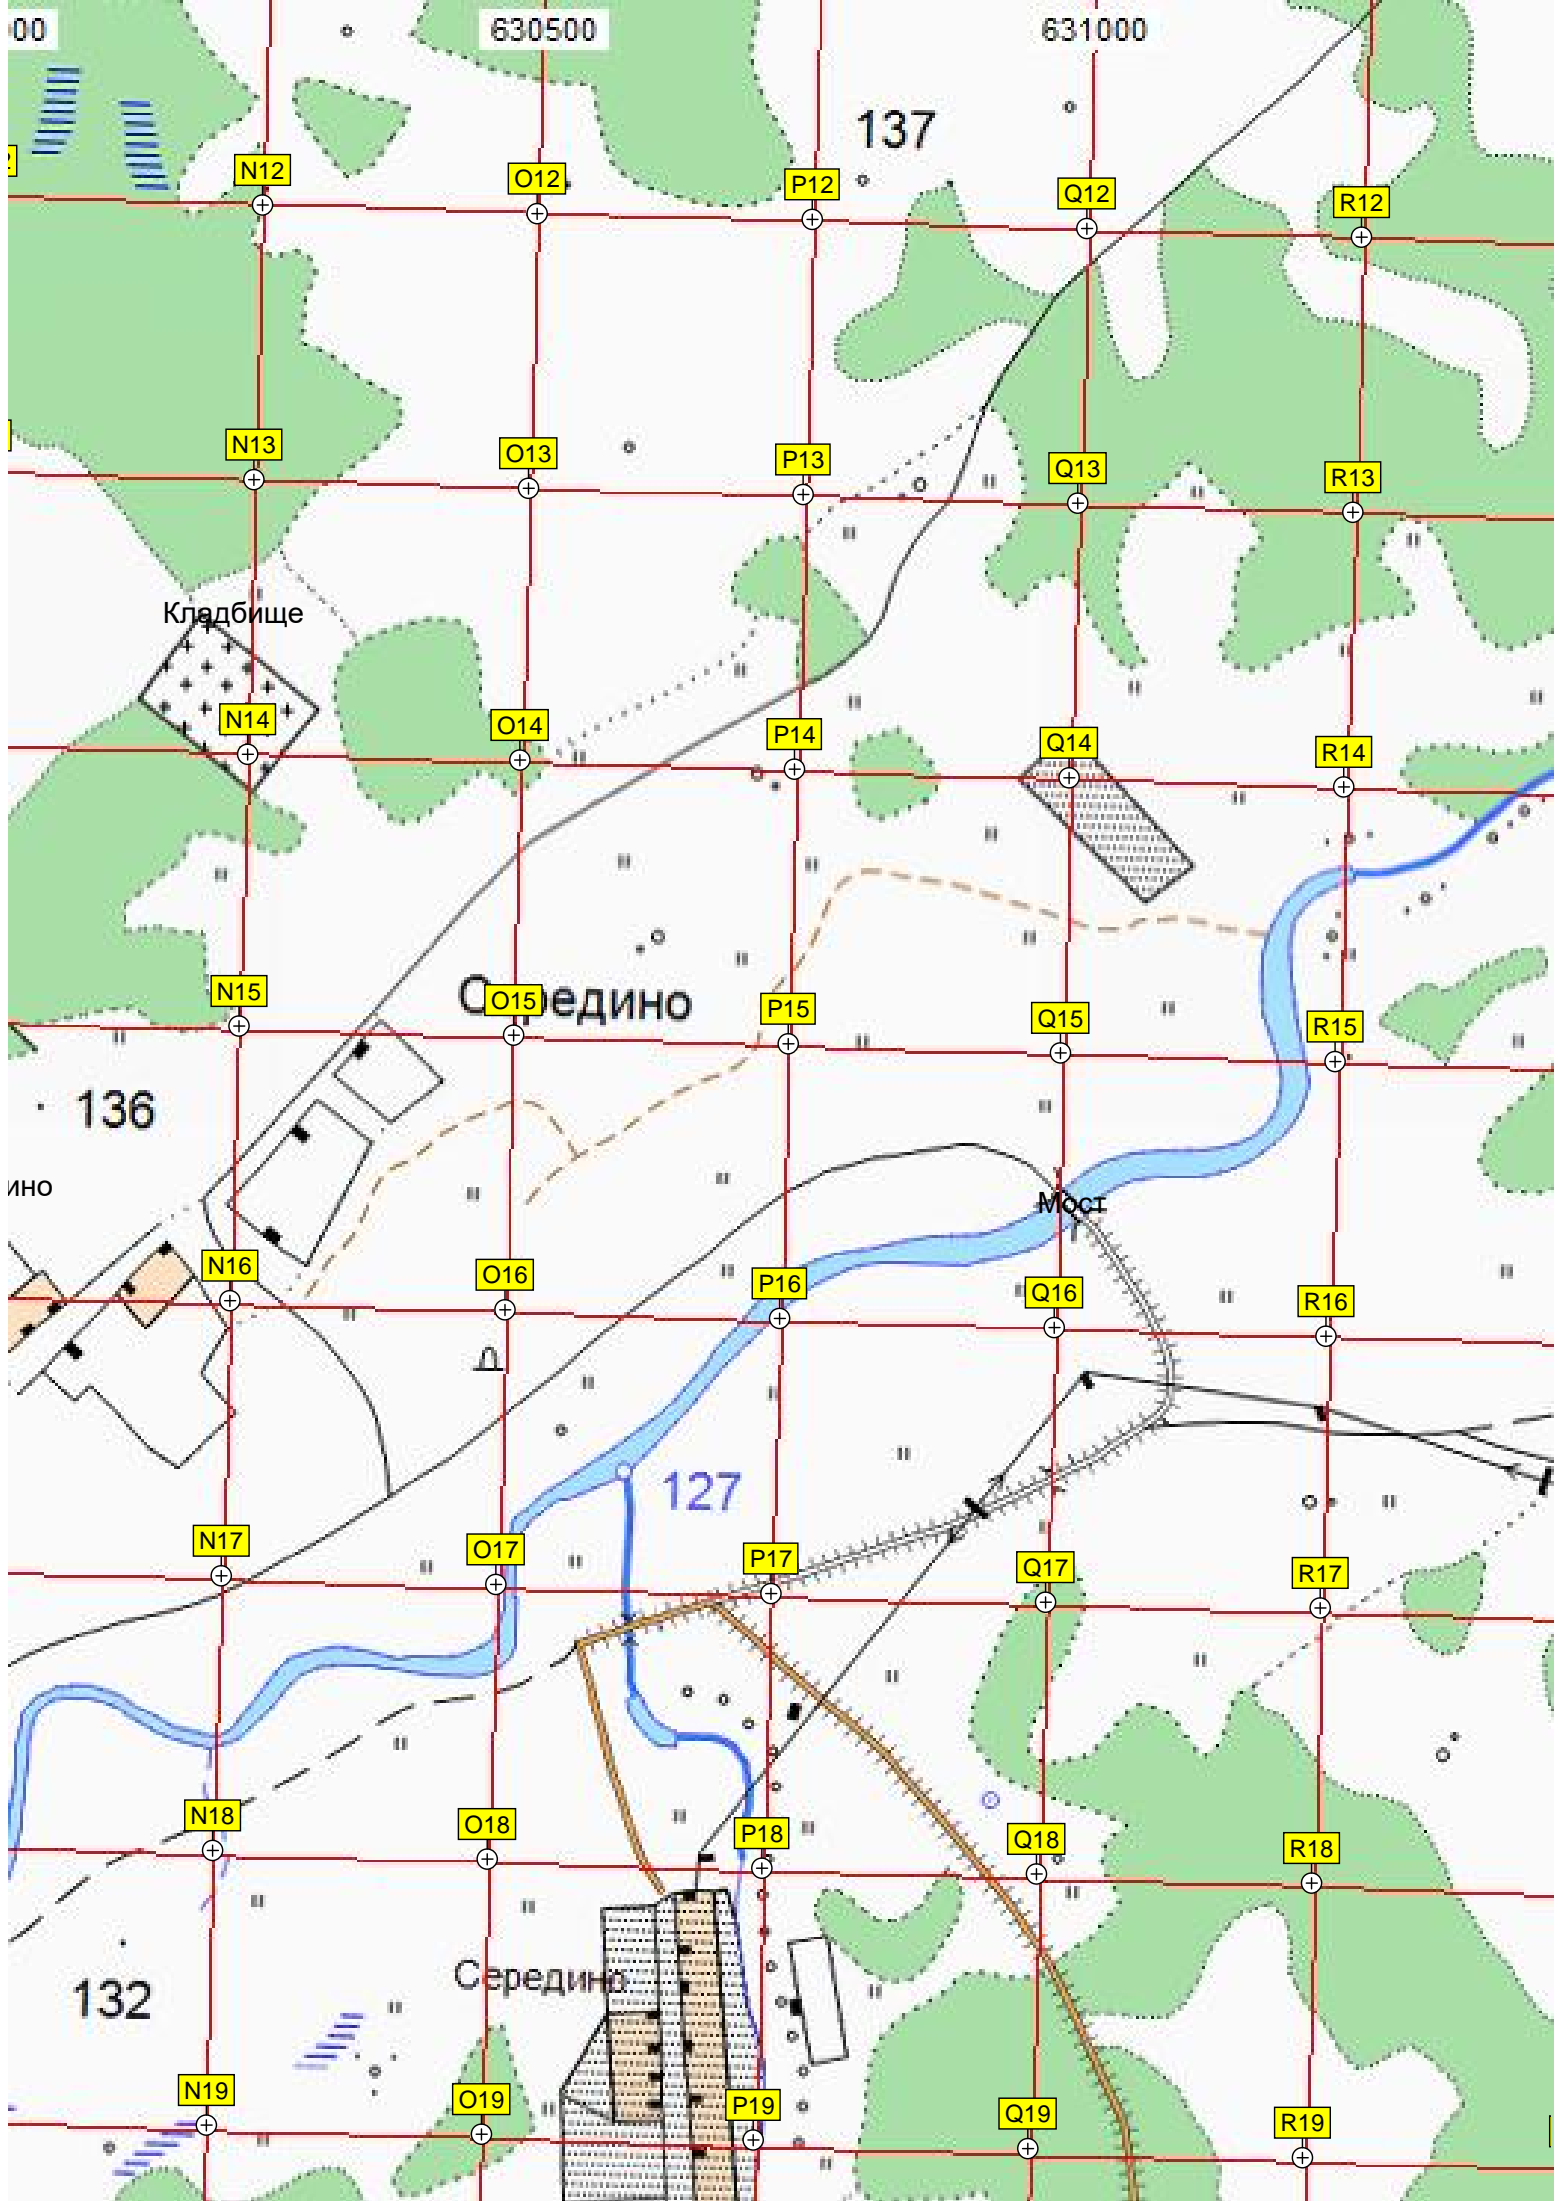 00 630500 631000
137
2 N12 O12 P12 Q12 R12
N13 O13 P13 Q13 R13
Кладбище
N14 O14 P14 Q14 R14
Середино
N15 O15 P15 Q15 R15
136
ино
Мост
N16 O16 P16 Q16 R16
127
N17 O17 P17 Q17 R17
N18 O18 P18 Q18 R18
Середино
132
N19 O19 P19 Q19 R19